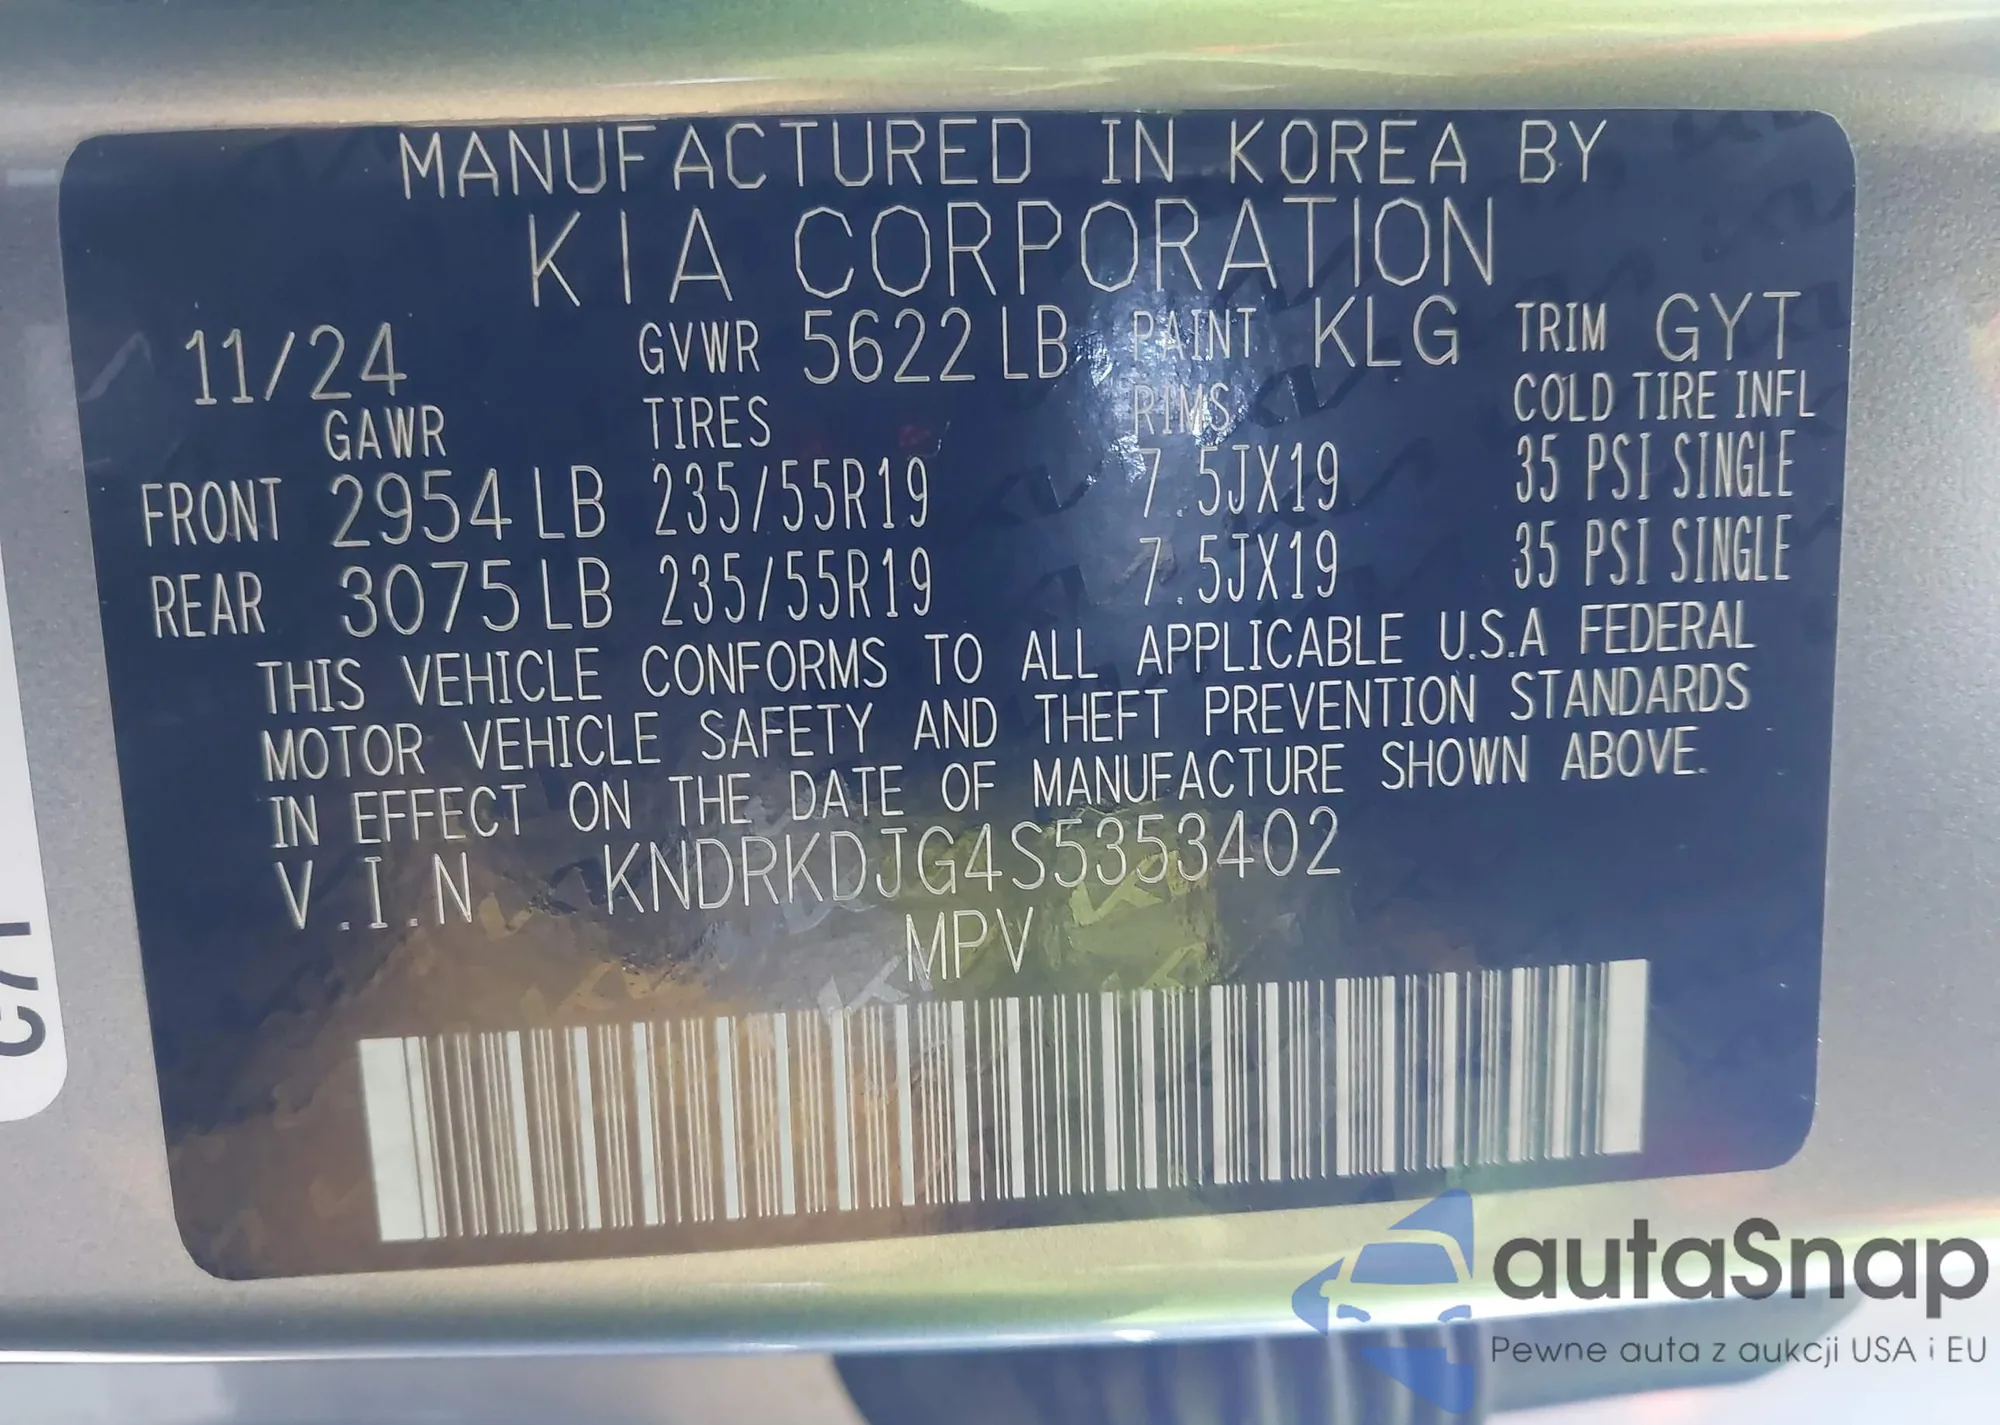 MANUFACTURED IN KOREA BY
KIA CORPORATION
11/24 GVWR 5622 LB PAINT KLG TRIM GYT
GAWR TIRES RIMS COLD TIRE INFL
FRONT 2954 LB 235/55R19 7.5JX19 35 PSI SINGLE
REAR 3075 LB 235/55R19 7.5JX19 35 PSI SINGLE
THIS VEHICLE CONFORMS TO ALL APPLICABLE U.S.A FEDERAL
MOTOR VEHICLE SAFETY AND THEFT PREVENTION STANDARDS
IN EFFECT ON THE DATE OF MANUFACTURE SHOWN ABOVE.
V.I.N KNDRKDJG4S5353402
MPV
autaSnap
Pewne auta z aukcji USA i EU